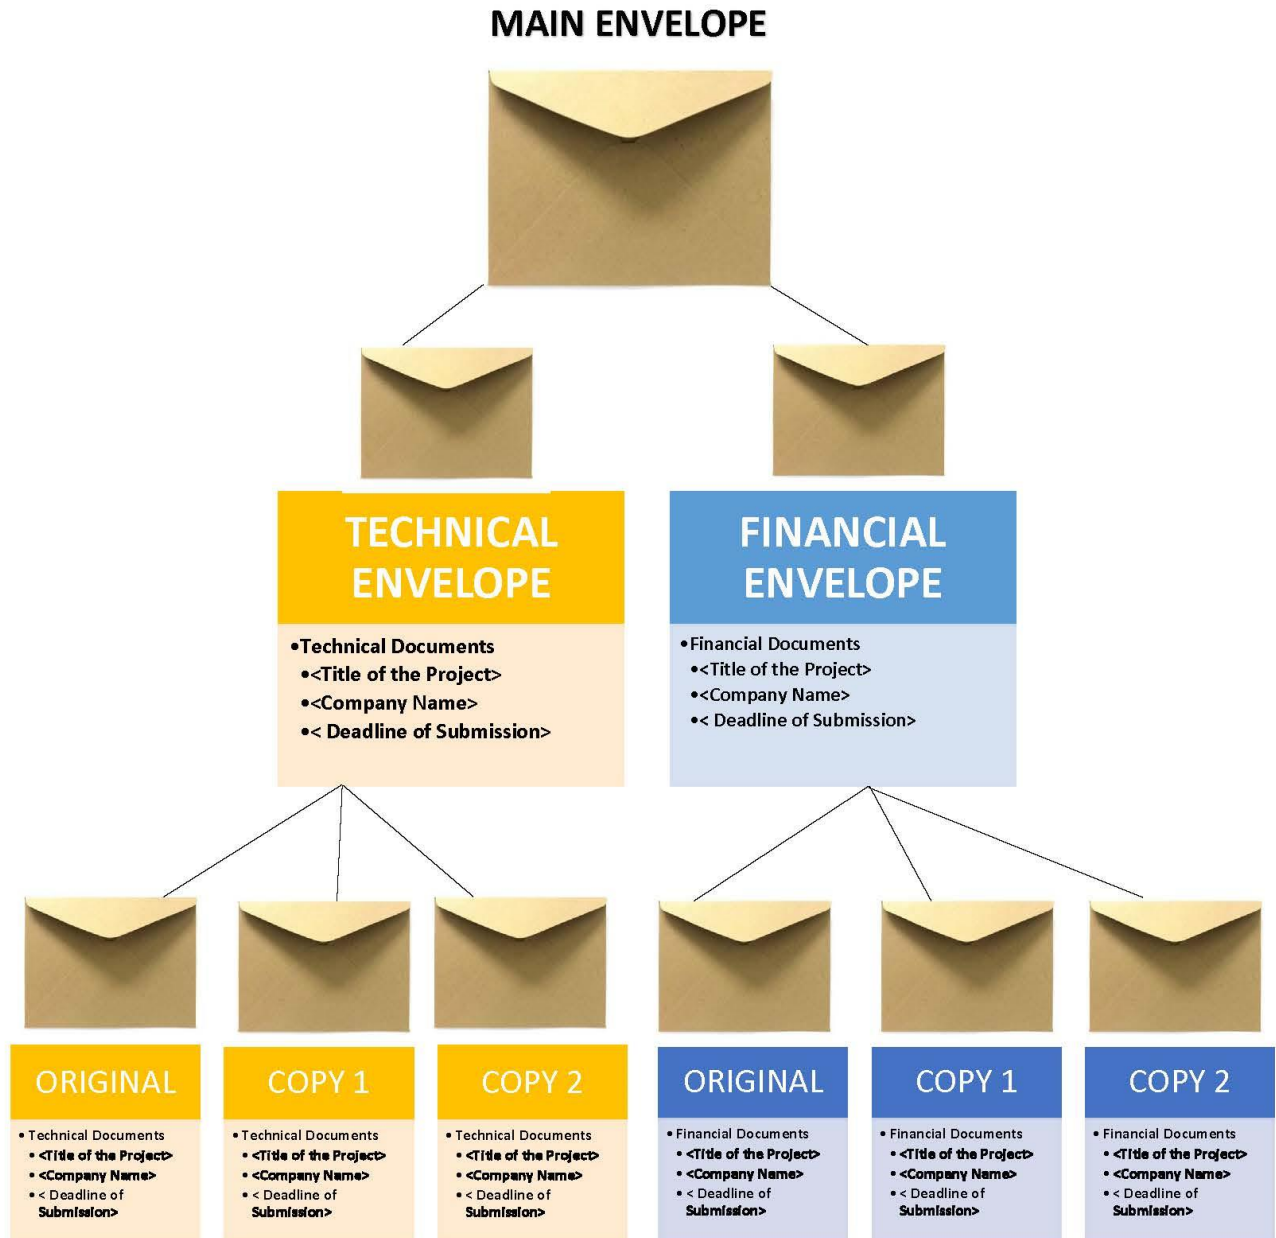 MAIN ENVELOPE
TECHNICAL
ENVELOPE
•Technical Documents
•<Title of the Project>
•<Company Name>
•< Deadline of Submission>
FINANCIAL
ENVELOPE
•Financial Documents
•<Title of the Project>
•<Company Name>
•< Deadline of Submission>
ORIGINAL
• Technical Documents
• <Title of the Project>
• <Company Name>
• < Deadline of
Submission>
COPY 1
• Technical Documents
• <Title of the Project>
• <Company Name>
• < Deadline of
Submission>
COPY 2
• Technical Documents
• <Title of the Project>
• <Company Name>
• < Deadline of
Submission>
ORIGINAL
• Financial Documents
• <Title of the Project>
• <Company Name>
• < Deadline of
Submission>
COPY 1
• Financial Documents
• <Title of the Project>
• <Company Name>
• < Deadline of
Submission>
COPY 2
• Financial Documents
• <Title of the Project>
• <Company Name>
• < Deadline of
Submission>